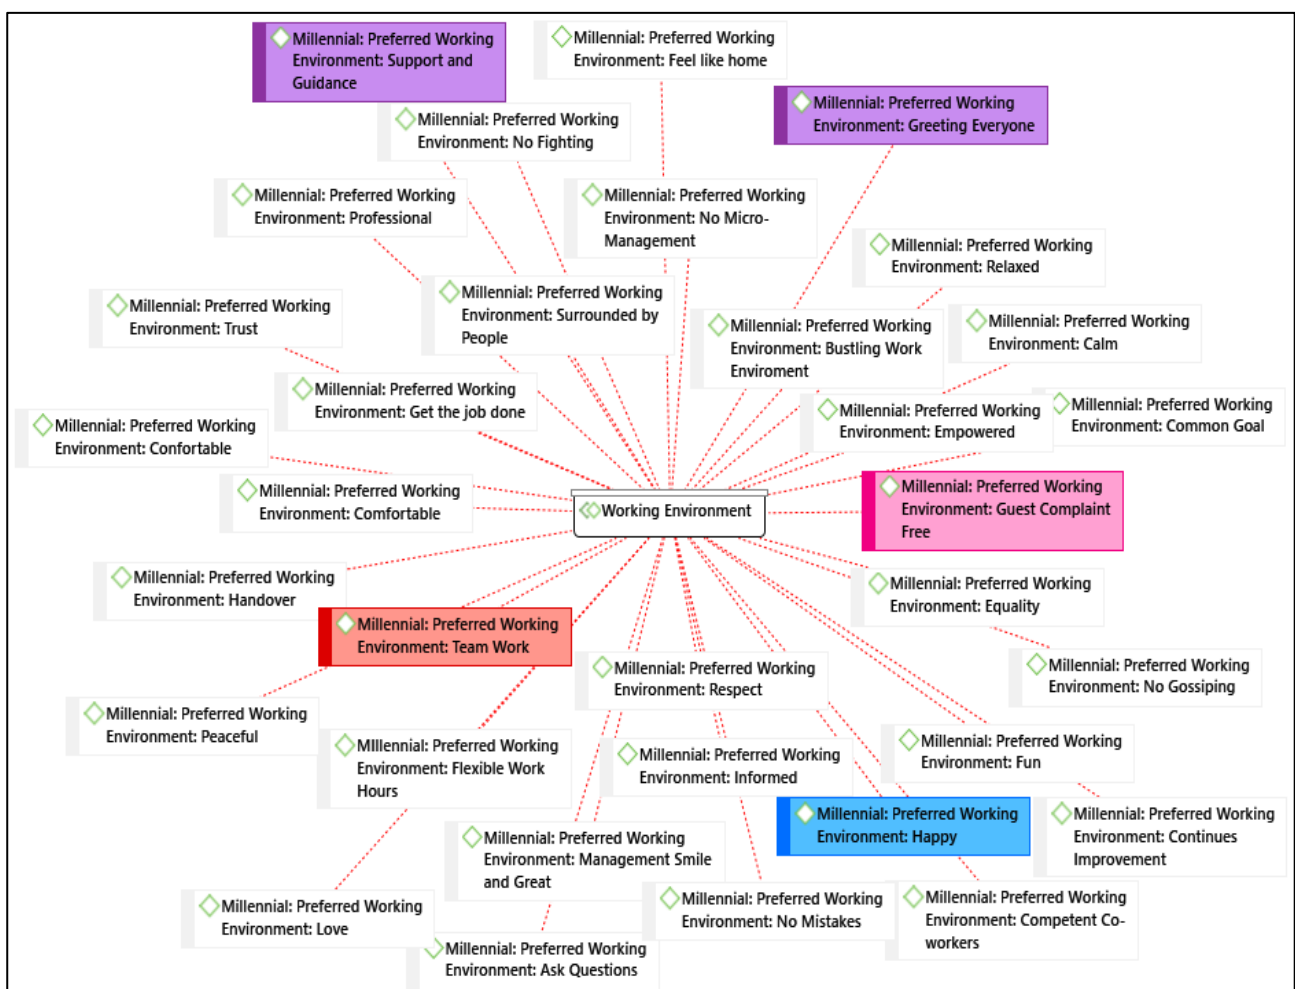 Millennial: Preferred Working
Environment: Support and
Guidance
Millennial: Preferred Working
Environment: Feel like home
Millennial: Preferred Working
Environment: Greeting Everyone
Millennial: Preferred Working
Environment: No Fighting
Millennial: Preferred Working
Environment: Professional
Millennial: Preferred Working
Environment: No Micro-
Management
Millennial: Preferred Working
Environment: Relaxed
Millennial: Preferred Working
Environment: Trust
Millennial: Preferred Working
Environment: Surrounded by
People
Millennial: Preferred Working
Environment: Bustling Work
Enviroment
Millennial: Preferred Working
Environment: Calm
Millennial: Preferred Working
Environment: Get the job done
Millennial: Preferred Working
Environment: Empowered
Millennial: Preferred Working
Environment: Common Goal
Millennial: Preferred Working
Environment: Confortable
Millennial: Preferred Working
Environment: Comfortable
Working Environment
Millennial: Preferred Working
Environment: Guest Complaint
Free
Millennial: Preferred Working
Environment: Handover
Millennial: Preferred Working
Environment: Equality
Millennial: Preferred Working
Environment: Team Work
Millennial: Preferred Working
Environment: Respect
Millennial: Preferred Working
Environment: No Gossiping
Millennial: Preferred Working
Environment: Peaceful
MIllennial: Preferred Working
Environment: Flexible Work
Hours
Millennial: Preferred Working
Environment: Informed
Millennial: Preferred Working
Environment: Fun
Millennial: Preferred Working
Environment: Happy
Millennial: Preferred Working
Environment: Continues
Improvement
Millennial: Preferred Working
Environment: Management Smile
and Great
Millennial: Preferred Working
Environment: Love
Millennial: Preferred Working
Environment: No Mistakes
Millennial: Preferred Working
Environment: Competent Co-
workers
Millennial: Preferred Working
Environment: Ask Questions